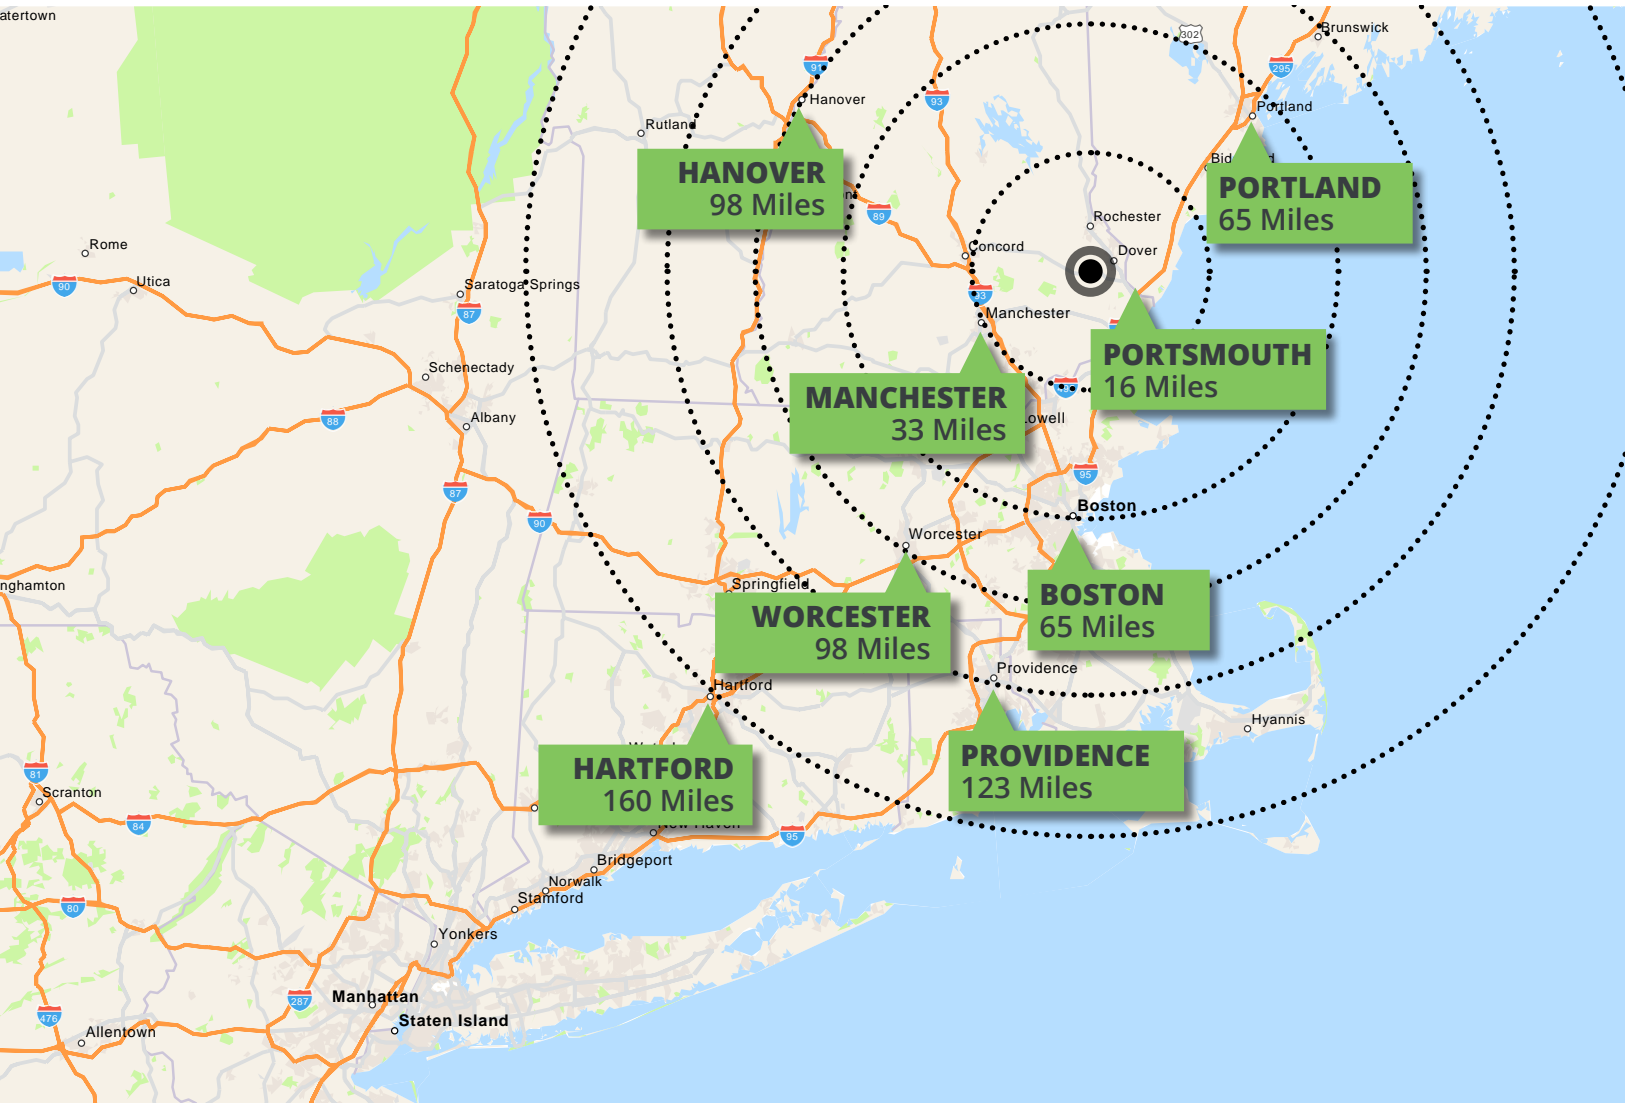 atertown
Brunswick
302
91
295
Hanover
93
Portland
Rutland
HANOVER
98 Miles
PORTLAND
65 Miles
89
Rochester
Rome
Concord
Dover
90
Utica
Saratoga Springs
93
87
Manchester
Schenectady
PORTSMOUTH
16 Miles
MANCHESTER
33 Miles
88
Albany
owell
95
87
90
Boston
Worcester
nghamton
Springfield
BOSTON
65 Miles
WORCESTER
98 Miles
Providence
Hartford
Hyannis
HARTFORD
160 Miles
PROVIDENCE
123 Miles
81
Scranton
84
New Haven
95
Bridgeport
Norwalk
Stamford
80
Yonkers
287
Manhattan
476
Staten Island
Allentown